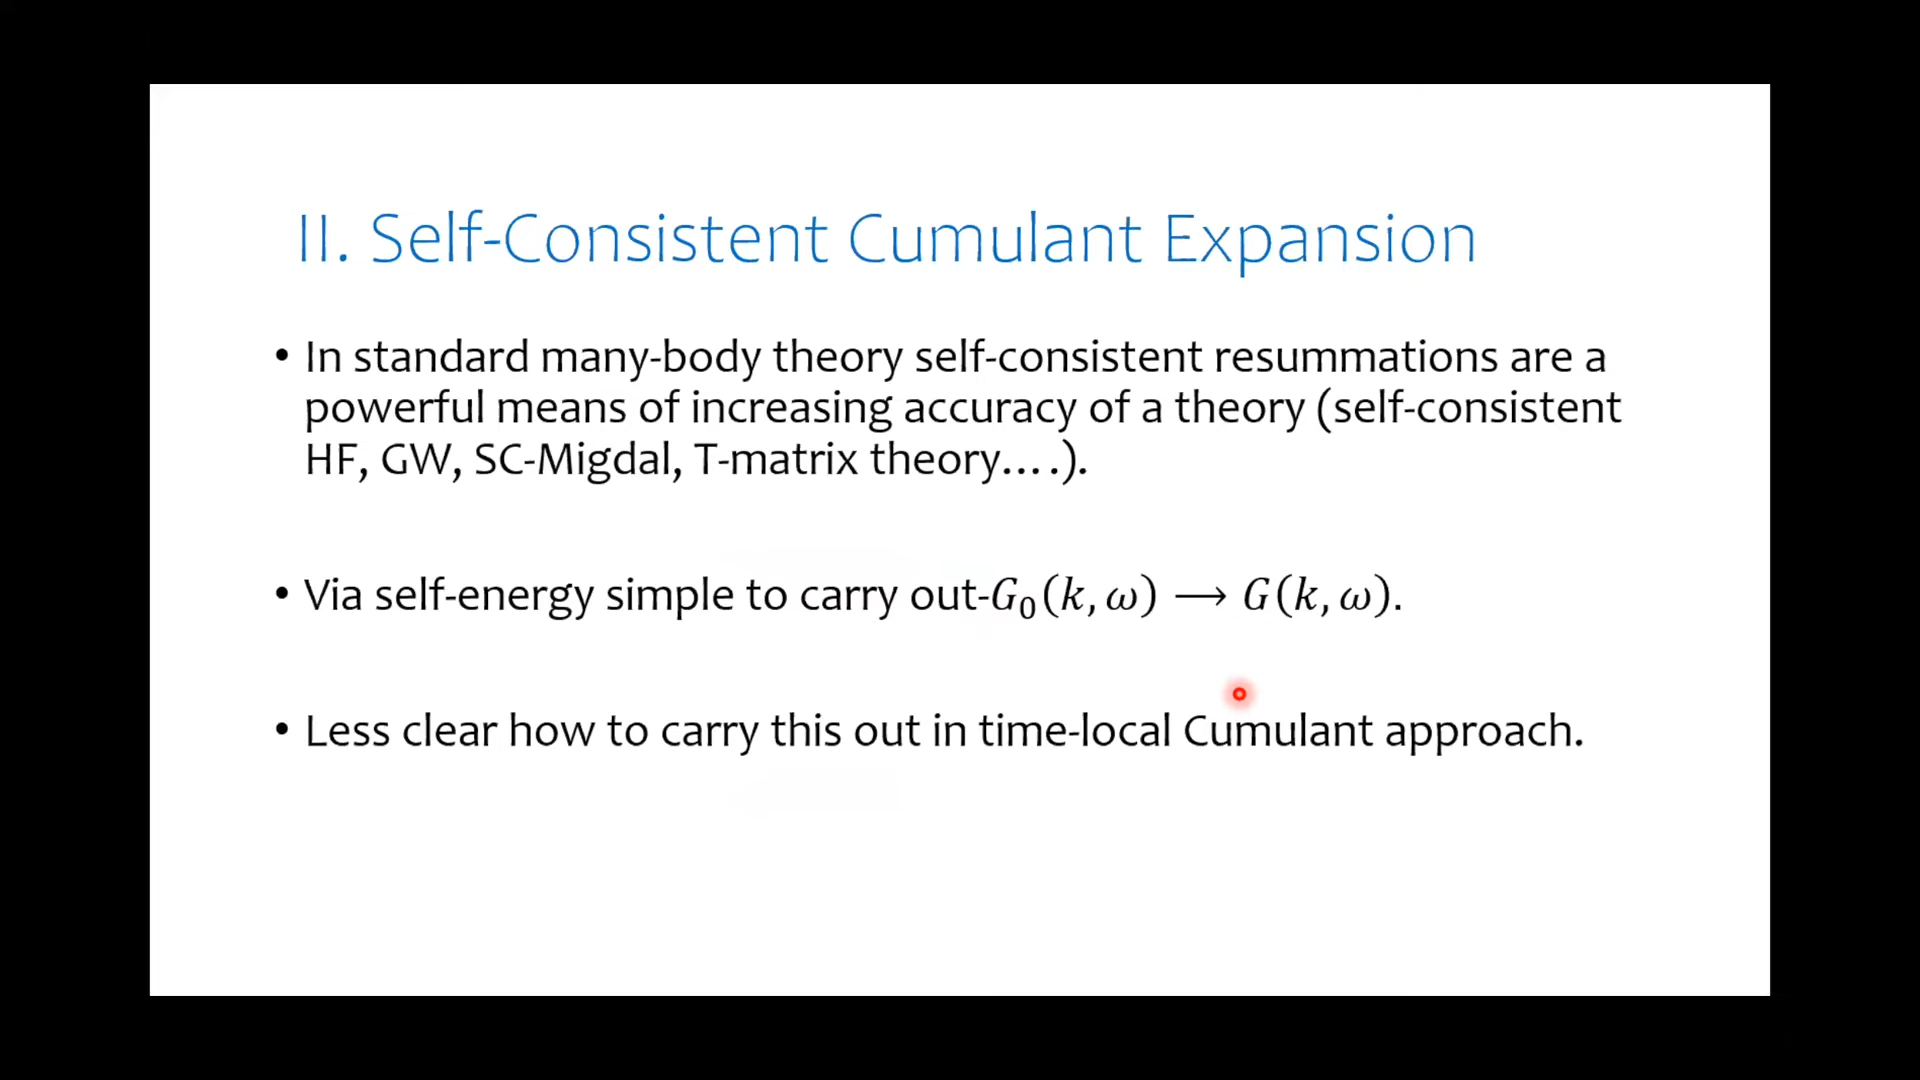 II. Self-Consistent Cumulant Expansion
• In standard many-body theory self-consistent resummations are a
powerful means of increasing accuracy of a theory (self-consistent
HF, GW, SC-Migdal, T-matrix theory….).
• Via self-energy simple to carry out-𝐺₀(𝑘, 𝜔) ⟶ 𝐺(𝑘, 𝜔).
• Less clear how to carry this out in time-local Cumulant approach.